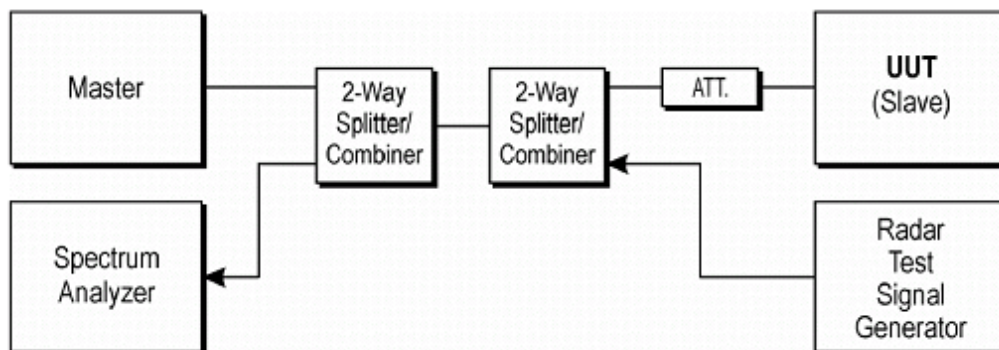 Master
2-Way
Splitter/
Combiner
2-Way
Splitter/
Combiner
ATT.
UUT
(Slave)
Spectrum
Analyzer
Radar
Test
Signal
Generator